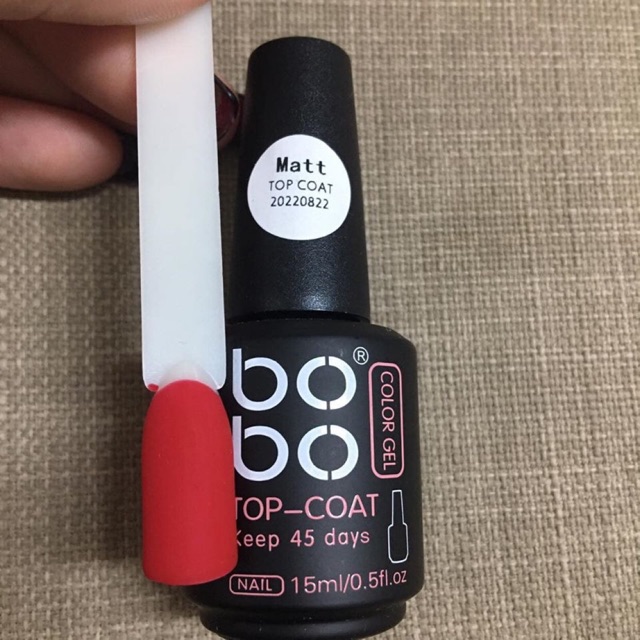 Matt
TOP COAT
20220822
bo®
bo
COLOR GEL
TOP-COAT
Keep 45 days
NAIL 15ml/0.5fl.oz